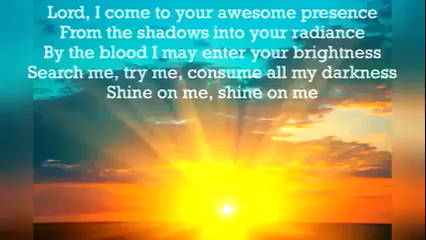 Lord, I come to your awesome presence
From the shadows into your radiance
By the blood I may enter your brightness
Search me, try me, consume all my darkness
Shine on me, shine on me